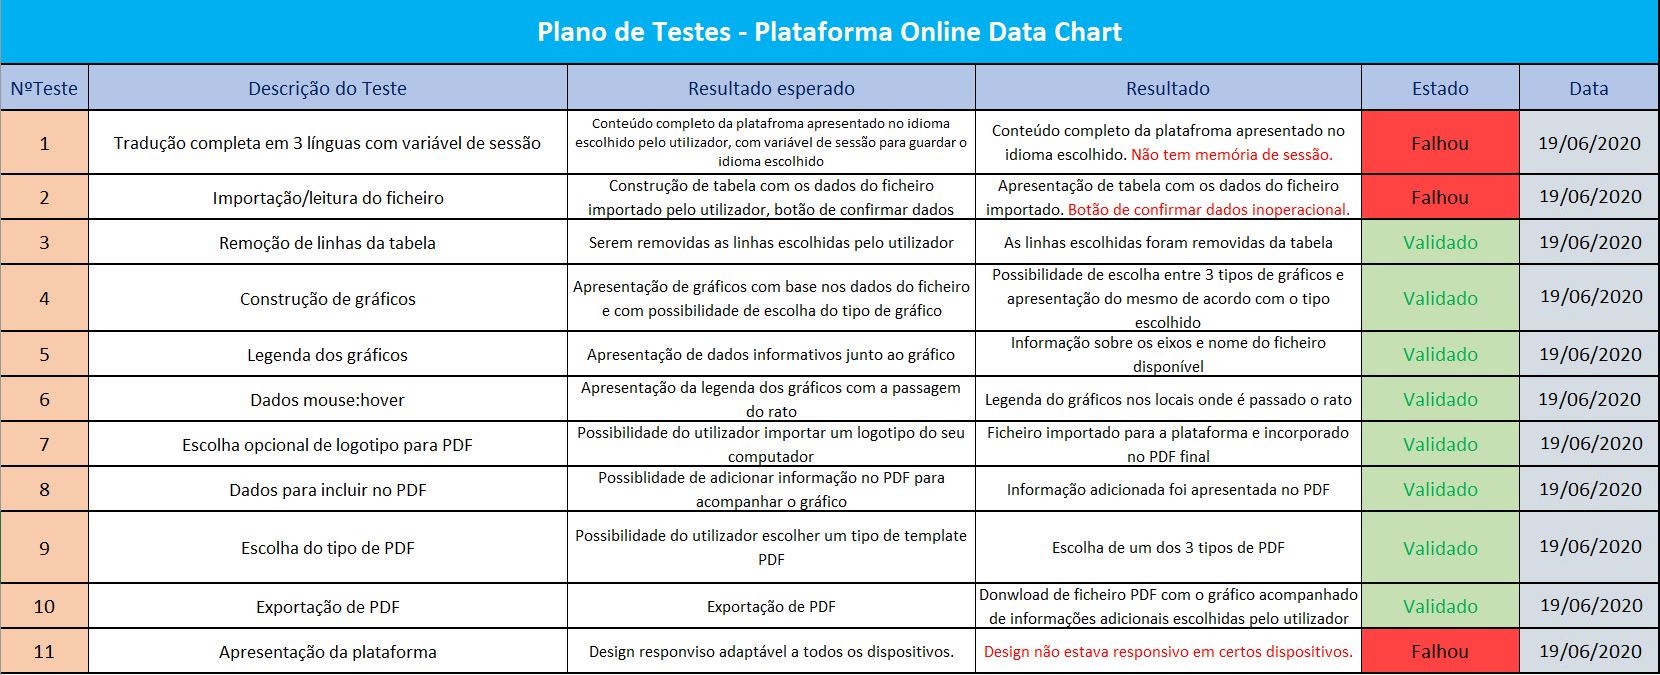 Plano de Testes - Plataforma Online Data Chart
NºTeste Descrição do Teste Resultado esperado Resultado Estado Data
1 Tradução completa em 3 línguas com variável de sessão
Conteúdo completo da platafroma apresentado no idioma
escolhido pelo utilizador, com variável de sessão para guardar o
idioma escolhido
Conteúdo completo da platafroma apresentado no
idioma escolhido. Não tem memória de sessão.
Falhou 19/06/2020
2 Importação/leitura do ficheiro
Construção de tabela com os dados do ficheiro
importado pelo utilizador, botão de confirmar dados
Apresentação de tabela com os dados do ficheiro
importado. Botão de confirmar dados inoperacional.
Falhou 19/06/2020
3 Remoção de linhas da tabela
Serem removidas as linhas escolhidas pelo utilizador
As linhas escolhidas foram removidas da tabela
Validado 19/06/2020
4 Construção de gráficos
Apresentação de gráficos com base nos dados do ficheiro
e com possibilidade de escolha do tipo de gráfico
Possibilidade de escolha entre 3 tipos de gráficos e
apresentação do mesmo de acordo com o tipo
escolhido
Validado 19/06/2020
5 Legenda dos gráficos
Apresentação de dados informativos junto ao gráfico
Informação sobre os eixos e nome do ficheiro
disponível
Validado 19/06/2020
6 Dados mouse:hover
Apresentação da legenda dos gráficos com a passagem
do rato
Legenda do gráficos nos locais onde é passado o rato
Validado 19/06/2020
7 Escolha opcional de logotipo para PDF
Possibilidade do utilizador importar um logotipo do seu
computador
Ficheiro importado para a plataforma e incorporado
no PDF final
Validado 19/06/2020
8 Dados para incluir no PDF
Possiblidade de adicionar informação no PDF para
acompanhar o gráfico
Informação adicionada foi apresentada no PDF
Validado 19/06/2020
9 Escolha do tipo de PDF
Possibilidade do utilizador escolher um tipo de template
PDF
Escolha de um dos 3 tipos de PDF
Validado 19/06/2020
10 Exportação de PDF
Exportação de PDF
Donwload de ficheiro PDF com o gráfico acompanhado
de informações adicionais escolhidas pelo utilizador
Validado 19/06/2020
11 Apresentação da plataforma
Design responviso adaptável a todos os dispositivos.
Design não estava responsivo em certos dispositivos.
Falhou 19/06/2020